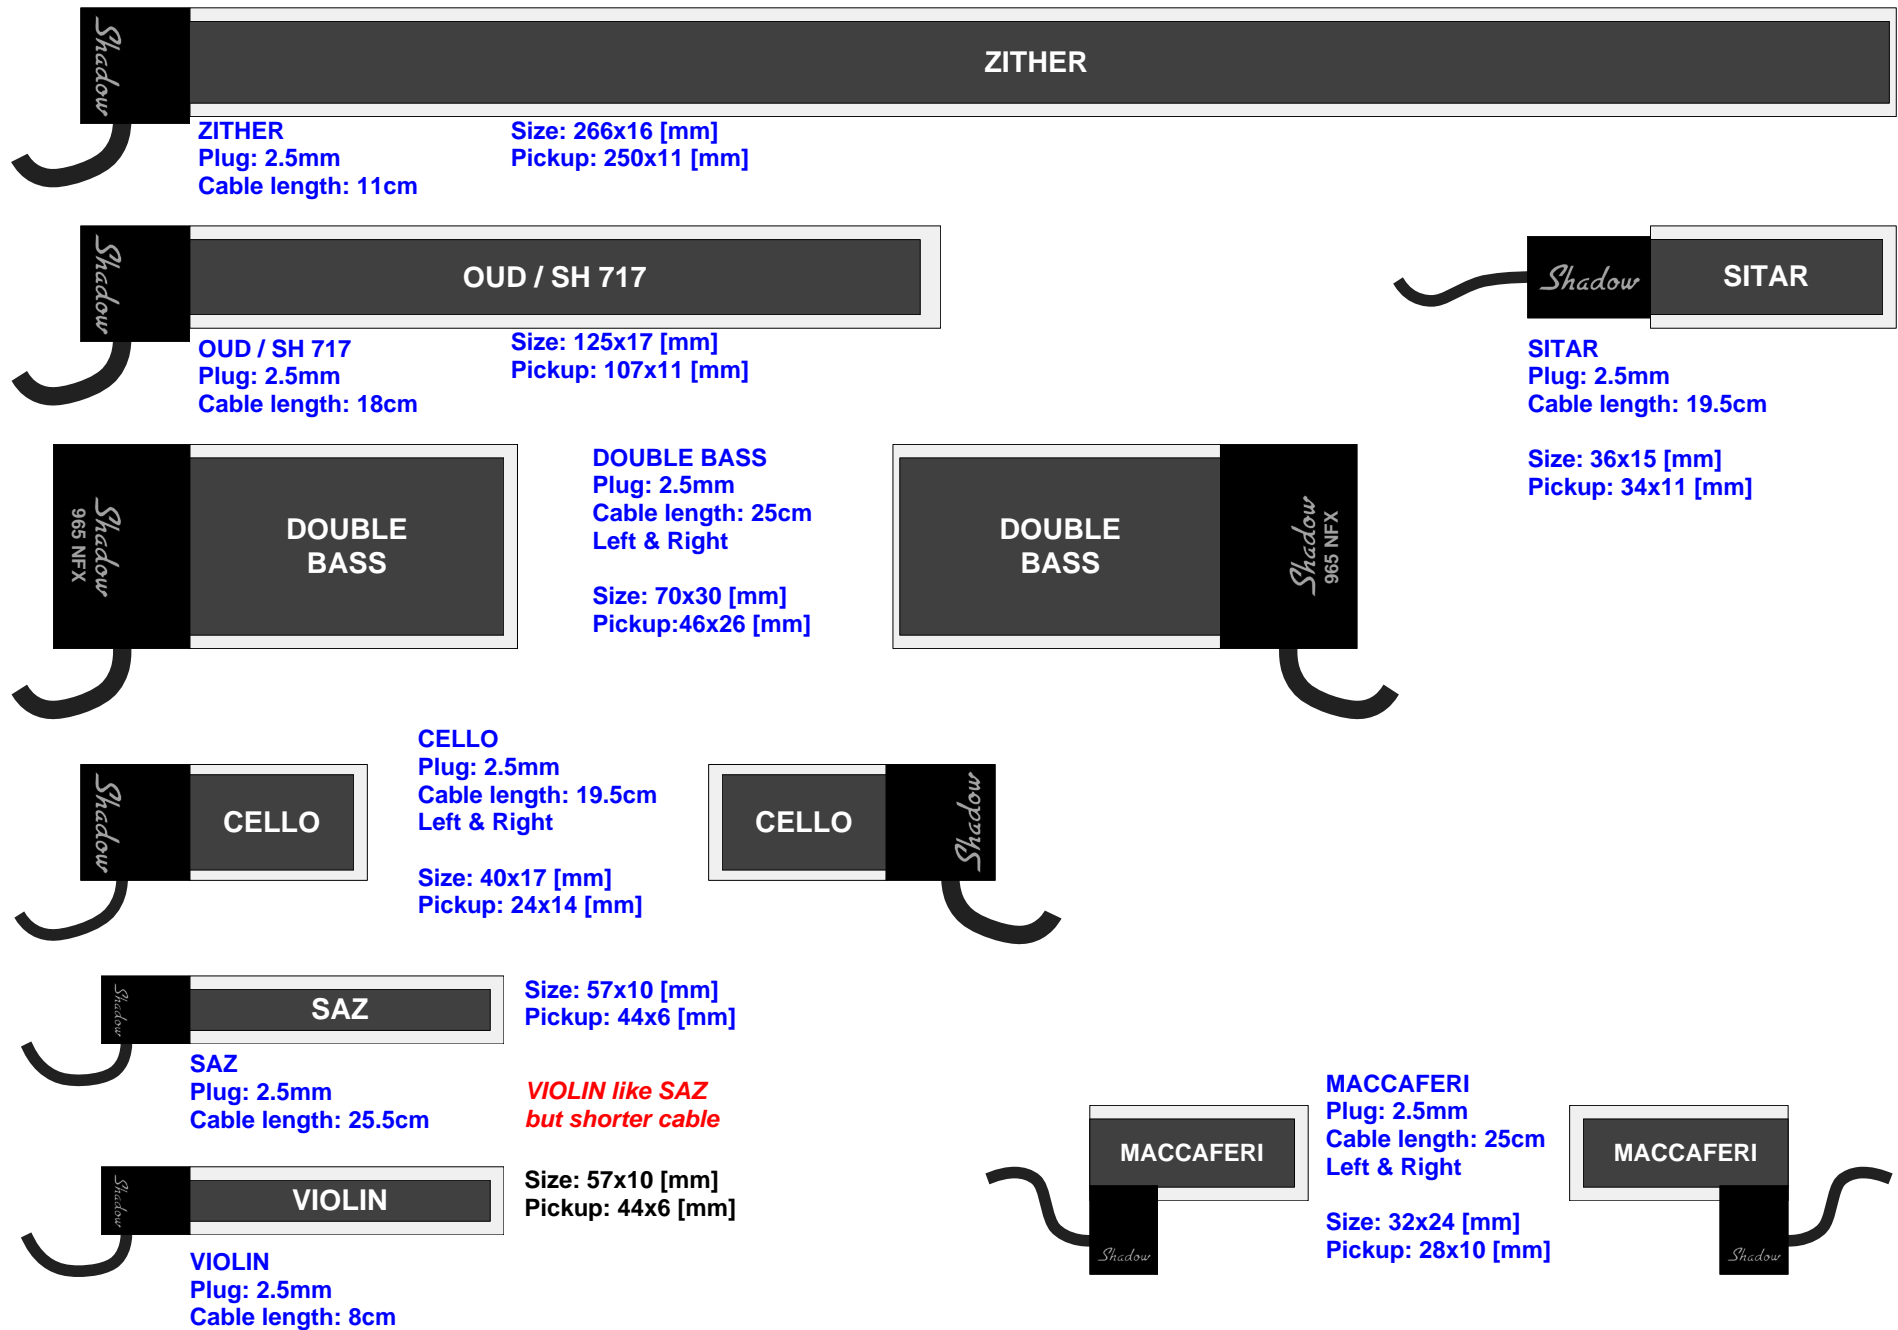 Shadow
ZITHER
ZITHER
Plug: 2.5mm
Cable length: 11cm
Size: 266x16 [mm]
Pickup: 250x11 [mm]
Shadow
OUD / SH 717
OUD / SH 717
Plug: 2.5mm
Cable length: 18cm
Size: 125x17 [mm]
Pickup: 107x11 [mm]
Shadow
SITAR
SITAR
Plug: 2.5mm
Cable length: 19.5cm
Size: 36x15 [mm]
Pickup: 34x11 [mm]
Shadow
965 NFX
DOUBLE
BASS
DOUBLE BASS
Plug: 2.5mm
Cable length: 25cm
Left & Right
Size: 70x30 [mm]
Pickup:46x26 [mm]
DOUBLE
BASS
Shadow
965 NFX
Shadow
CELLO
CELLO
Plug: 2.5mm
Cable length: 19.5cm
Left & Right
Size: 40x17 [mm]
Pickup: 24x14 [mm]
CELLO
Shadow
Shadow
SAZ
Size: 57x10 [mm]
Pickup: 44x6 [mm]
SAZ
Plug: 2.5mm
Cable length: 25.5cm
VIOLIN like SAZ
but shorter cable
Shadow
VIOLIN
Size: 57x10 [mm]
Pickup: 44x6 [mm]
VIOLIN
Plug: 2.5mm
Cable length: 8cm
MACCAFERI
Shadow
MACCAFERI
Plug: 2.5mm
Cable length: 25cm
Left & Right
Size: 32x24 [mm]
Pickup: 28x10 [mm]
MACCAFERI
Shadow